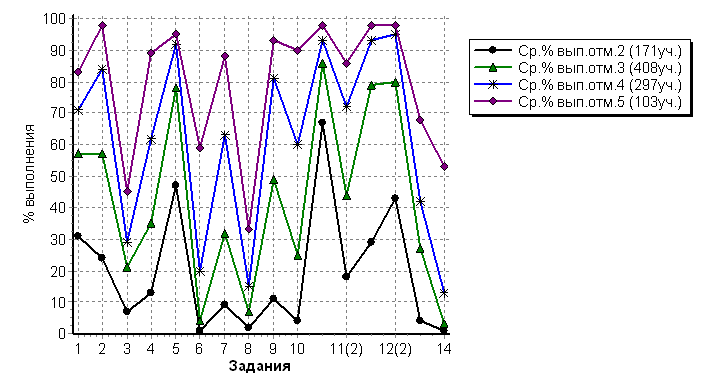 100
90
80
70
60
50
40
30
20
10
0
% выполнения
1 2 3 4 5 6 7 8 9 10 11(2) 12(2) 14
Задания
Ср.% вып.отм.2 (171уч.)
Ср.% вып.отм.3 (408уч.)
Ср.% вып.отм.4 (297уч.)
Ср.% вып.отм.5 (103уч.)